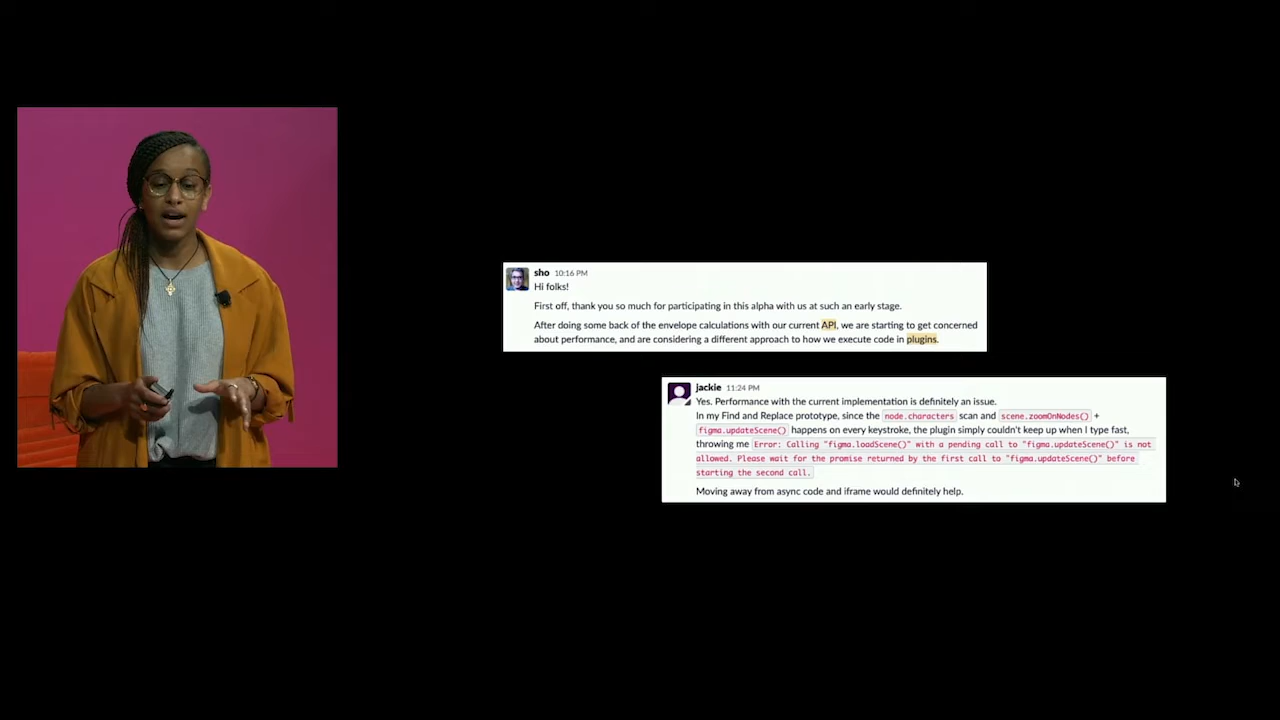 sho 10:16 PM
Hi folks!
First off, thank you so much for participating in this alpha with us at such an early stage.
After doing some back of the envelope calculations with our current API, we are starting to get concerned
about performance, and are considering a different approach to how we execute code in plugins.
jackie 11:24 PM
Yes. Performance with the current implementation is definitely an issue.
In my Find and Replace prototype, since the node.characters scan and scene.zoomOnNodes() +
figma.updateScene() happens on every keystroke, the plugin simply couldn't keep up when I type fast,
throwing me Error: Calling "figma.loadScene()" with a pending call to "figma.updateScene()" is not
allowed. Please wait for the promise returned by the first call to "figma.updateScene()" before
starting the second call.
Moving away from async code and iframe would definitely help.